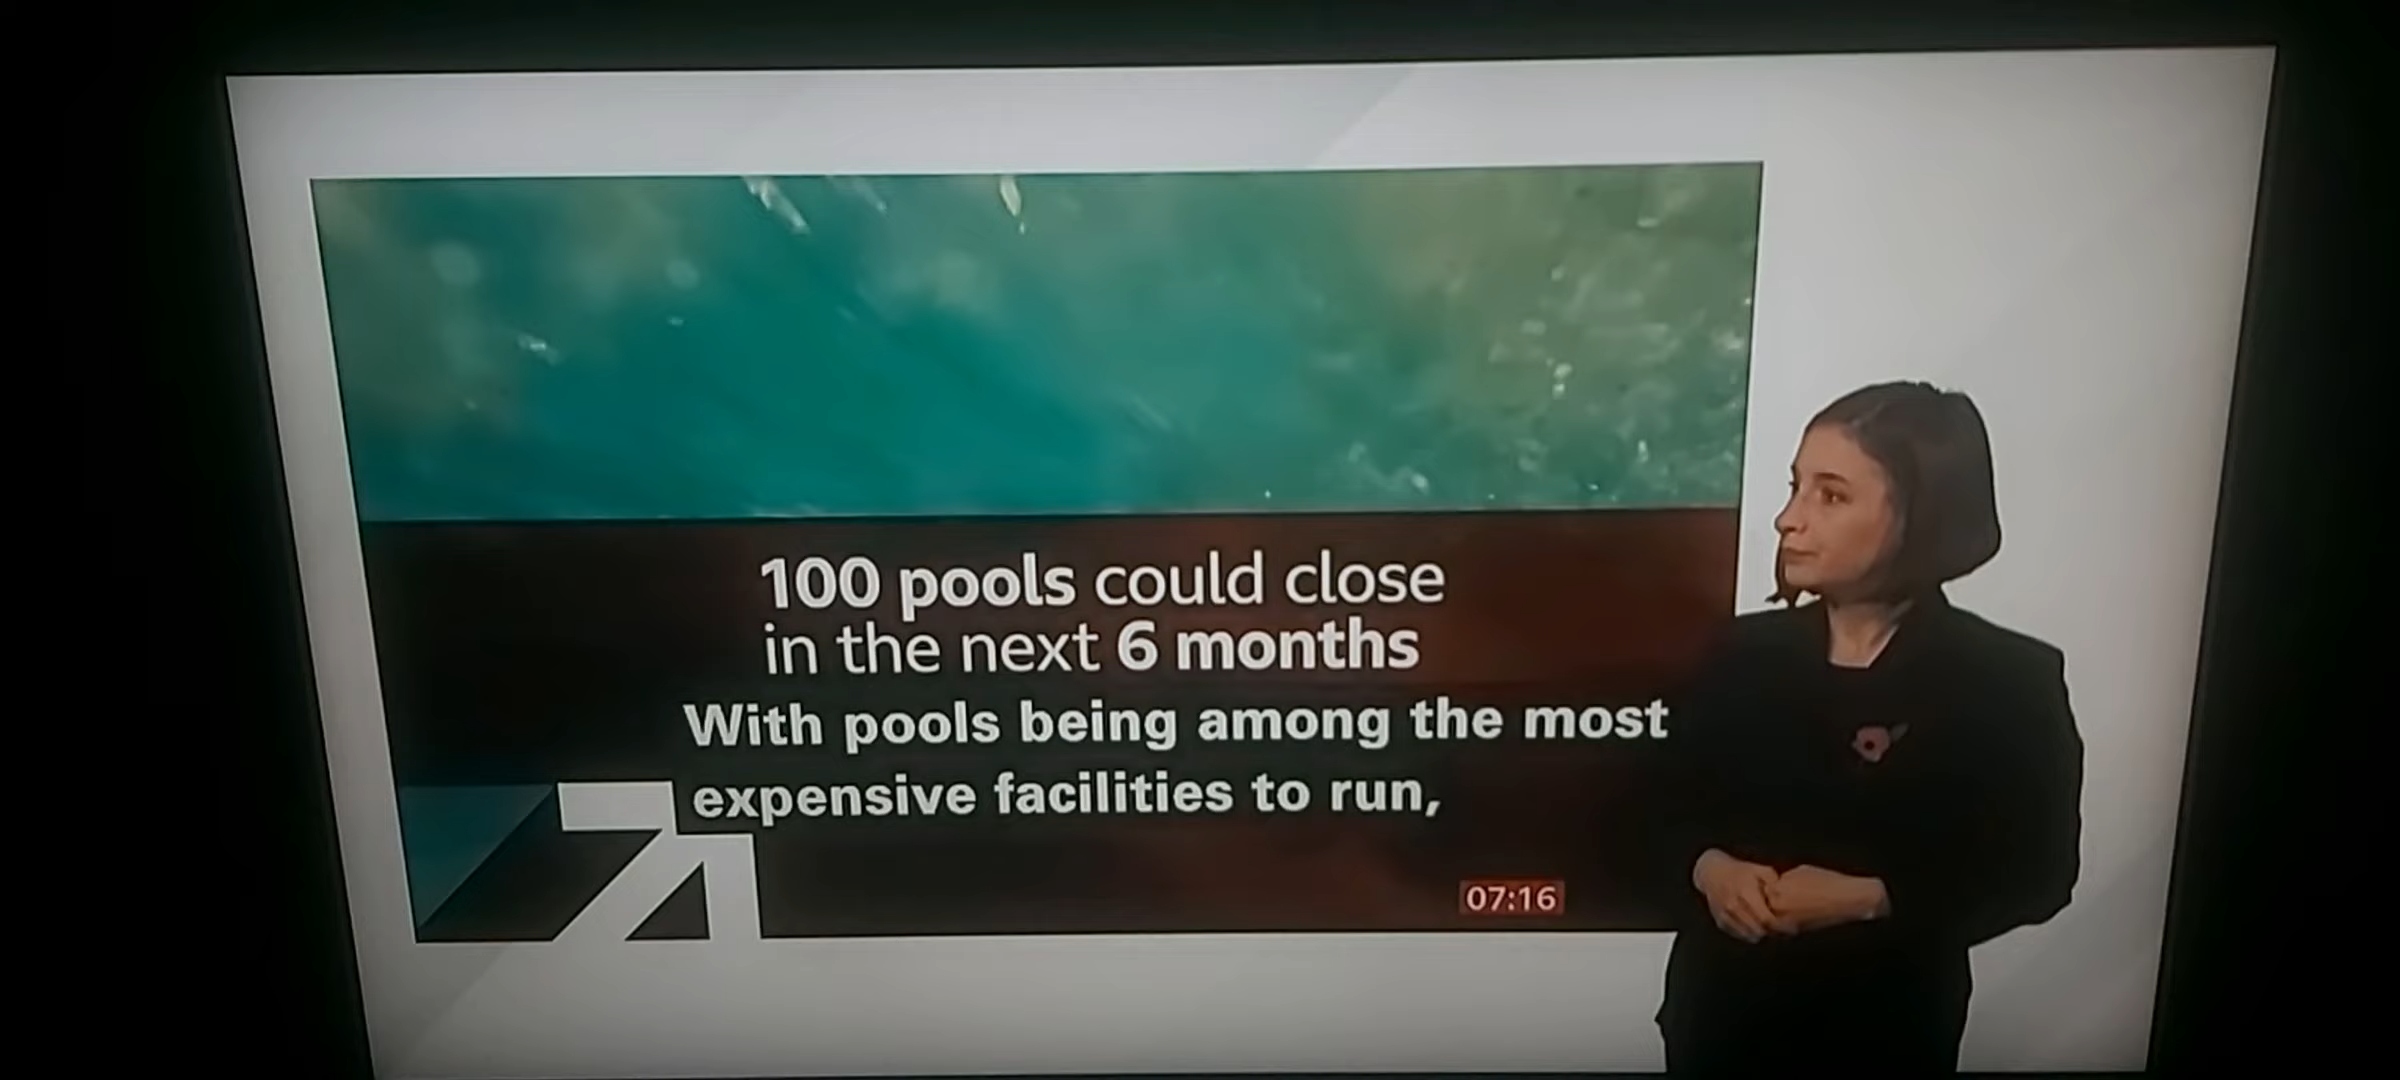 100 pools could close
in the next 6 months
With pools being among the most
expensive facilities to run,
07:16